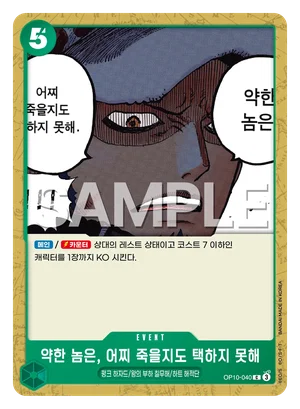 5
어찌
죽을지도
택하지 못해.
약한
놈은,
SAMPLE
메인 / 카운터 상대의 레스트 상태이고 코스트 7 이하인
캐릭터를 1장까지 KO 시킨다.
EVENT
약한 놈은, 어찌 죽을지도 택하지 못해
펑크 하자드/왕의 부하 칠무해/하트 해적단
OP10-040 C 3